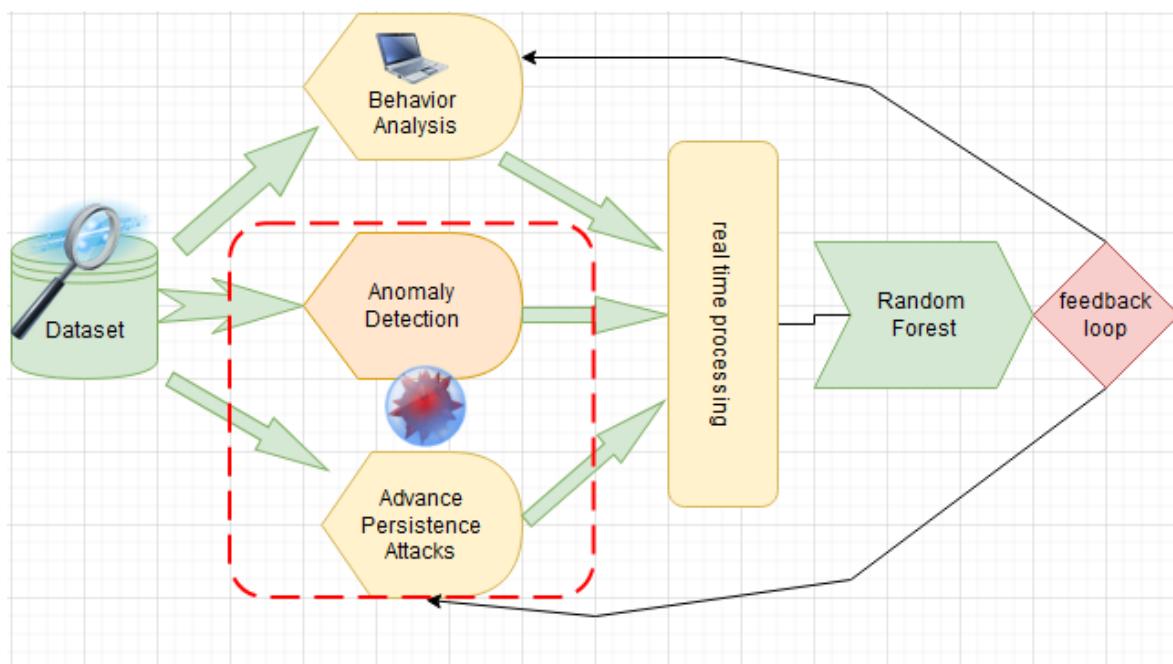 Behavior
Analysis
Dataset
Anomaly
Detection
Advance
Persistence
Attacks
real time processing
Random
Forest
feedback
loop